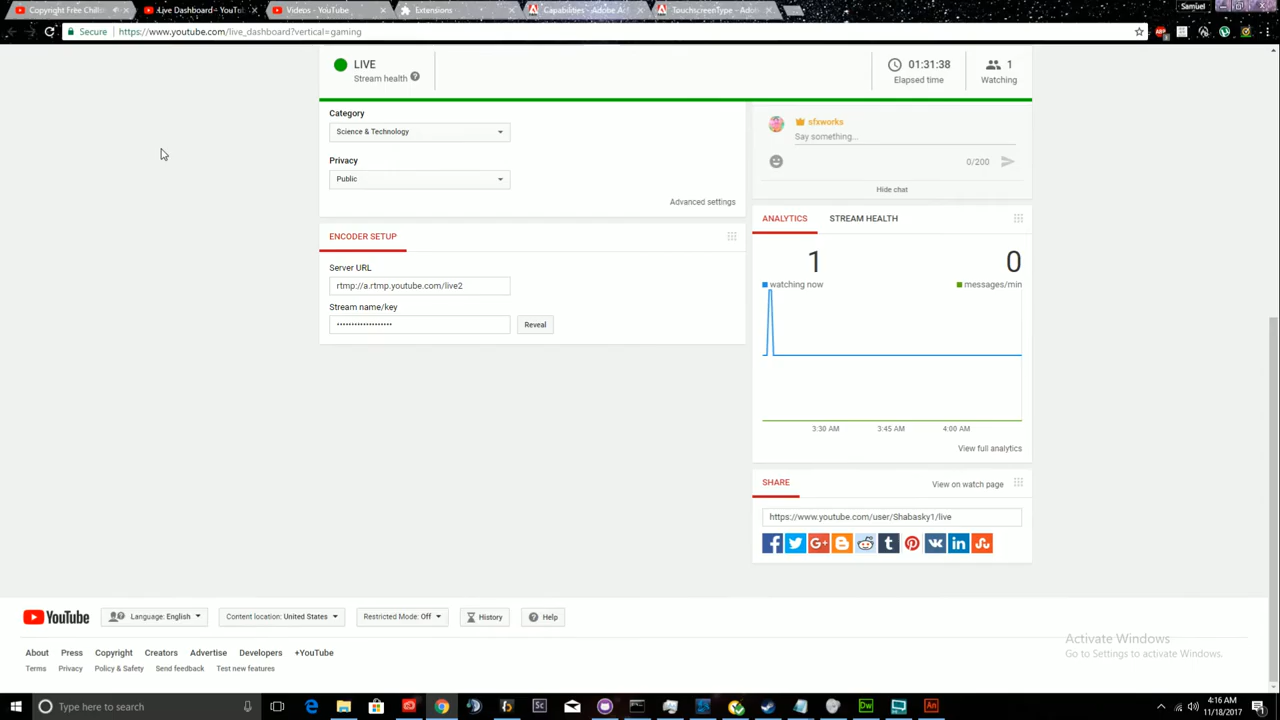 Copyright Free Chill
Live Dashboard - YouTu
Videos - YouTube
Extensions
Capabilities - Adobe Ac
TouchscreenType - Adob
Samuel
Secure
https://www.youtube.com/live_dashboard?vertical=gaming
LIVE
Stream health
01:31:38
Elapsed time
1
Watching
Category
Science & Technology
Privacy
Public
Advanced settings
sfxworks
Say something...
0/200
Hide chat
ENCODER SETUP
Server URL
rtmp://a.rtmp.youtube.com/live2
Stream name/key
••••••••••••••••••••
Reveal
ANALYTICS
STREAM HEALTH
1
watching now
0
messages/min
3:30 AM
3:45 AM
4:00 AM
View full analytics
SHARE
View on watch page
https://www.youtube.com/user/Shabasky1/live
YouTube
Language: English
Content location: United States
Restricted Mode: Off
History
Help
About
Press
Copyright
Creators
Advertise
Developers
+YouTube
Terms
Privacy
Policy & Safety
Send feedback
Test new features
Activate Windows
Go to Settings to activate Windows.
Type here to search
Sc
Dw
An
4:16 AM
11/18/2017